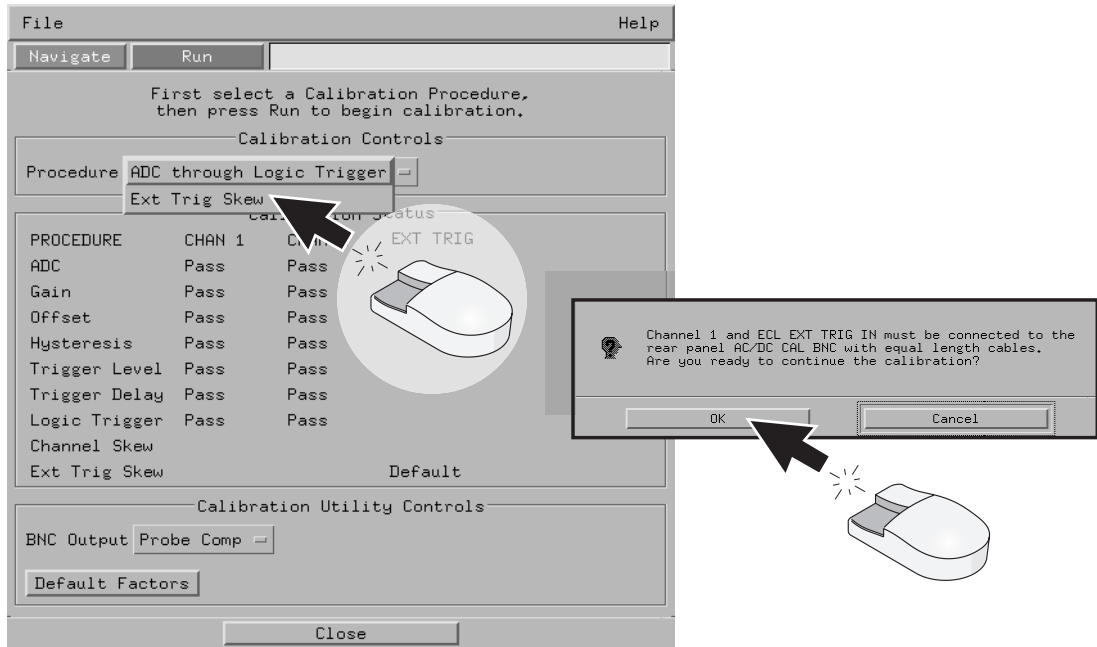 File Help
Navigate Run
First select a Calibration Procedure,
then press Run to begin calibration.
Calibration Controls
Procedure ADC through Logic Trigger
Ext Trig Skew
Status
PROCEDURE CHAN 1 EXT TRIG
ADC Pass Pass
Gain Pass Pass
Offset Pass Pass
Hysteresis Pass Pass
Trigger Level Pass Pass
Trigger Delay Pass Pass
Logic Trigger Pass Pass
Channel Skew
Ext Trig Skew Default
Calibration Utility Controls
BNC Output Probe Comp
Default Factors
Close
Channel 1 and ECL EXT TRIG IN must be connected to the
rear panel AC/DC CAL BNC with equal length cables.
Are you ready to continue the calibration?
OK Cancel